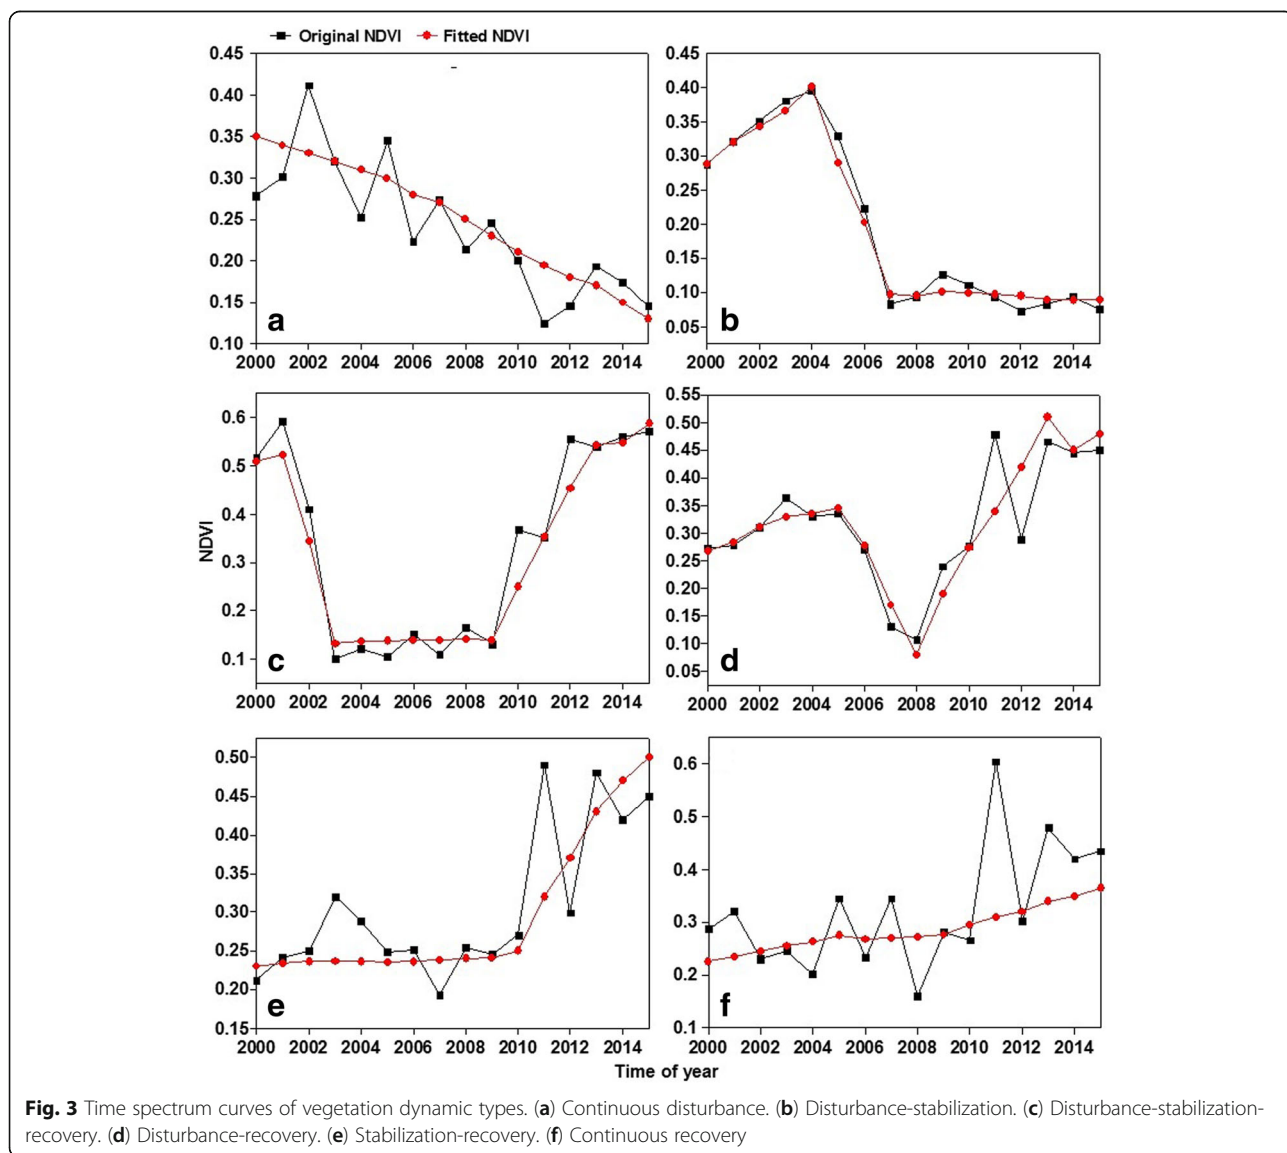 Original NDVI Fitted NDVI
0.45 0.45
0.40 0.40
0.35 0.35
0.30 0.30
0.25 0.25
0.20 0.20
0.15 0.15
0.10 0.10
0.05
a b
2000 2002 2004 2006 2008 2010 2012 2014 2000 2002 2004 2006 2008 2010 2012 2014
0.6 0.55
0.5 0.50
0.4 0.45
0.3 0.40
0.2 0.35
0.1 0.30
0.25
0.20
0.15
0.10
0.05
NDVI
c d
2000 2002 2004 2006 2008 2010 2012 2014 2000 2002 2004 2006 2008 2010 2012 2014
0.50 0.6
0.45 0.5
0.40 0.4
0.35 0.3
0.30 0.2
0.25 0.1
0.20
0.15
e f
2000 2002 2004 2006 2008 2010 2012 2014 2000 2002 2004 2006 2008 2010 2012 2014
Time of year
Fig. 3 Time spectrum curves of vegetation dynamic types. (a) Continuous disturbance. (b) Disturbance-stabilization. (c) Disturbance-stabilization-
recovery. (d) Disturbance-recovery. (e) Stabilization-recovery. (f) Continuous recovery